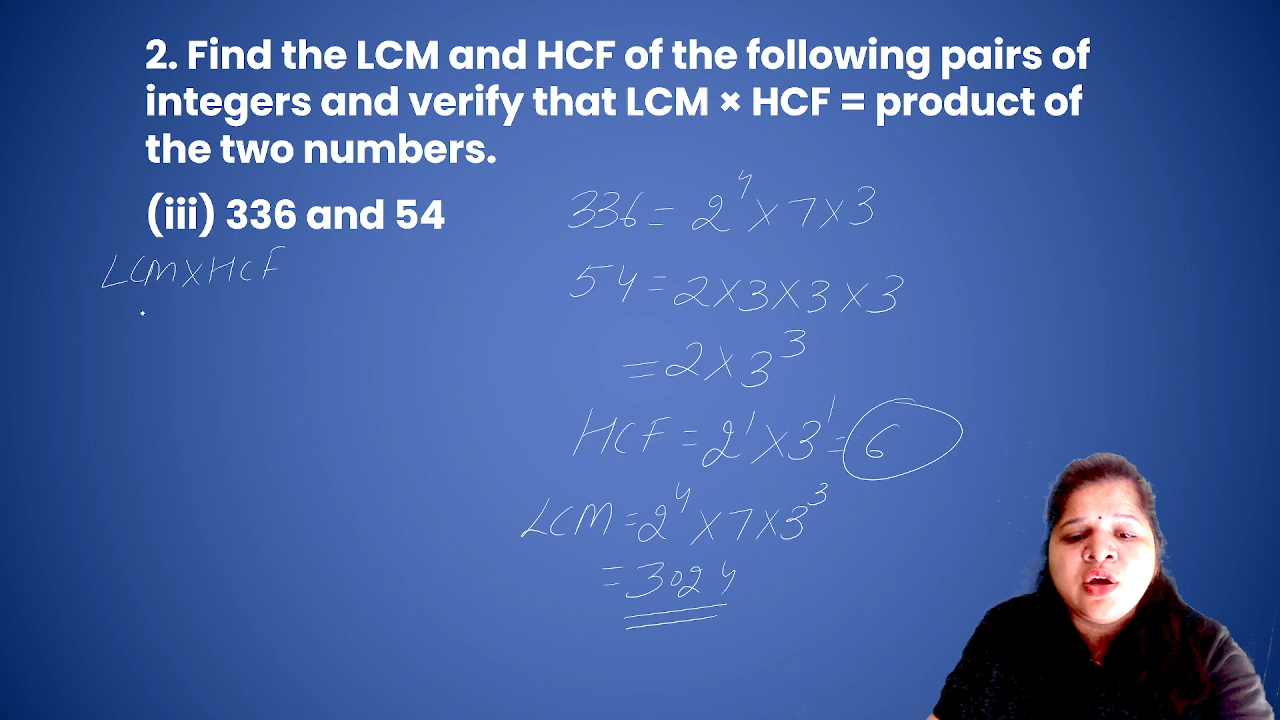 2. Find the LCM and HCF of the following pairs of
integers and verify that LCM × HCF = product of
the two numbers.
(iii) 336 and 54
LCM×HCF
336 = 2⁴ × 7 × 3
54 = 2×3×3×3
= 2×3³
HCF = 2¹ × 3¹ = 6
LCM = 2⁴ × 7 × 3³
= 3024